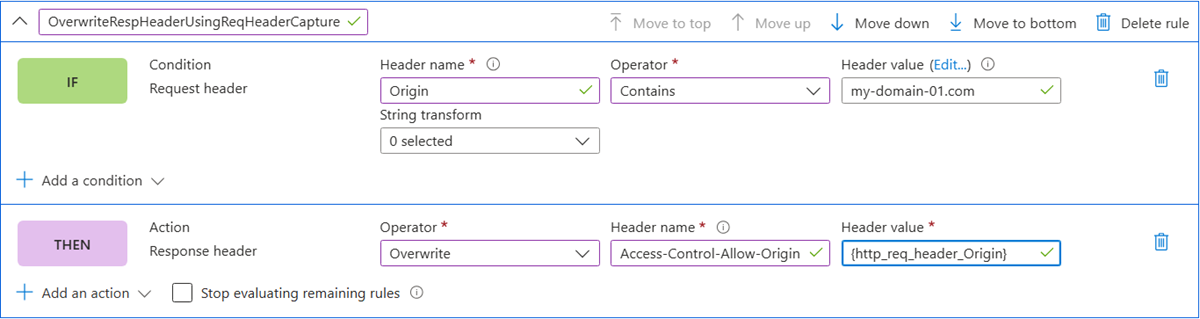 OverwriteRespHeaderUsingReqHeaderCapture
Move to top Move up Move down Move to bottom Delete rule
IF
Condition
Request header
Header name *
Origin
Operator *
Contains
Header value (Edit...)
my-domain-01.com
String transform
0 selected
Add a condition
THEN
Action
Response header
Operator *
Overwrite
Header name *
Access-Control-Allow-Origin
Header value *
{http_req_header_Origin}
Add an action
Stop evaluating remaining rules